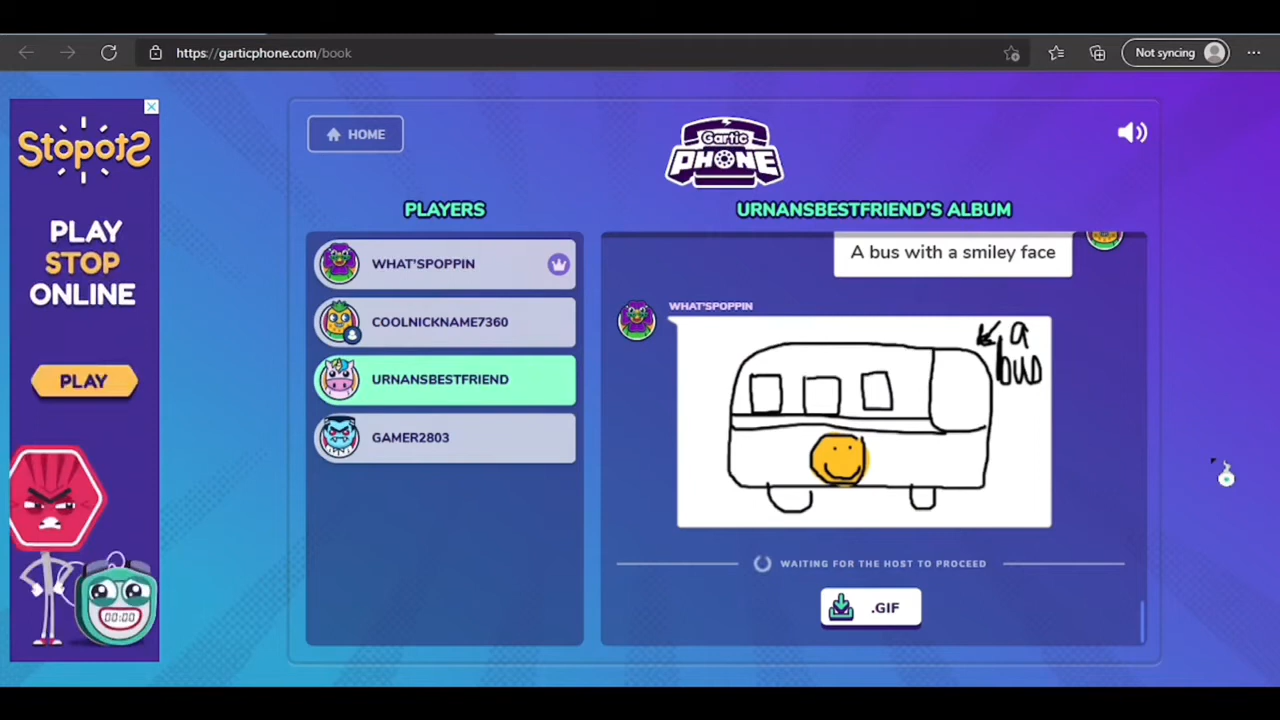 https://garticphone.com/book
Not syncing
StopotS
PLAY
STOP
ONLINE
PLAY
00:00
HOME
Gartic
PHONE
PLAYERS
WHAT'SPOPPIN
COOLNICKNAME7360
URNANSBESTFRIEND
GAMER2803
URNANSBESTFRIEND'S ALBUM
A bus with a smiley face
WHAT'SPOPPIN
a
bus
WAITING FOR THE HOST TO PROCEED
.GIF